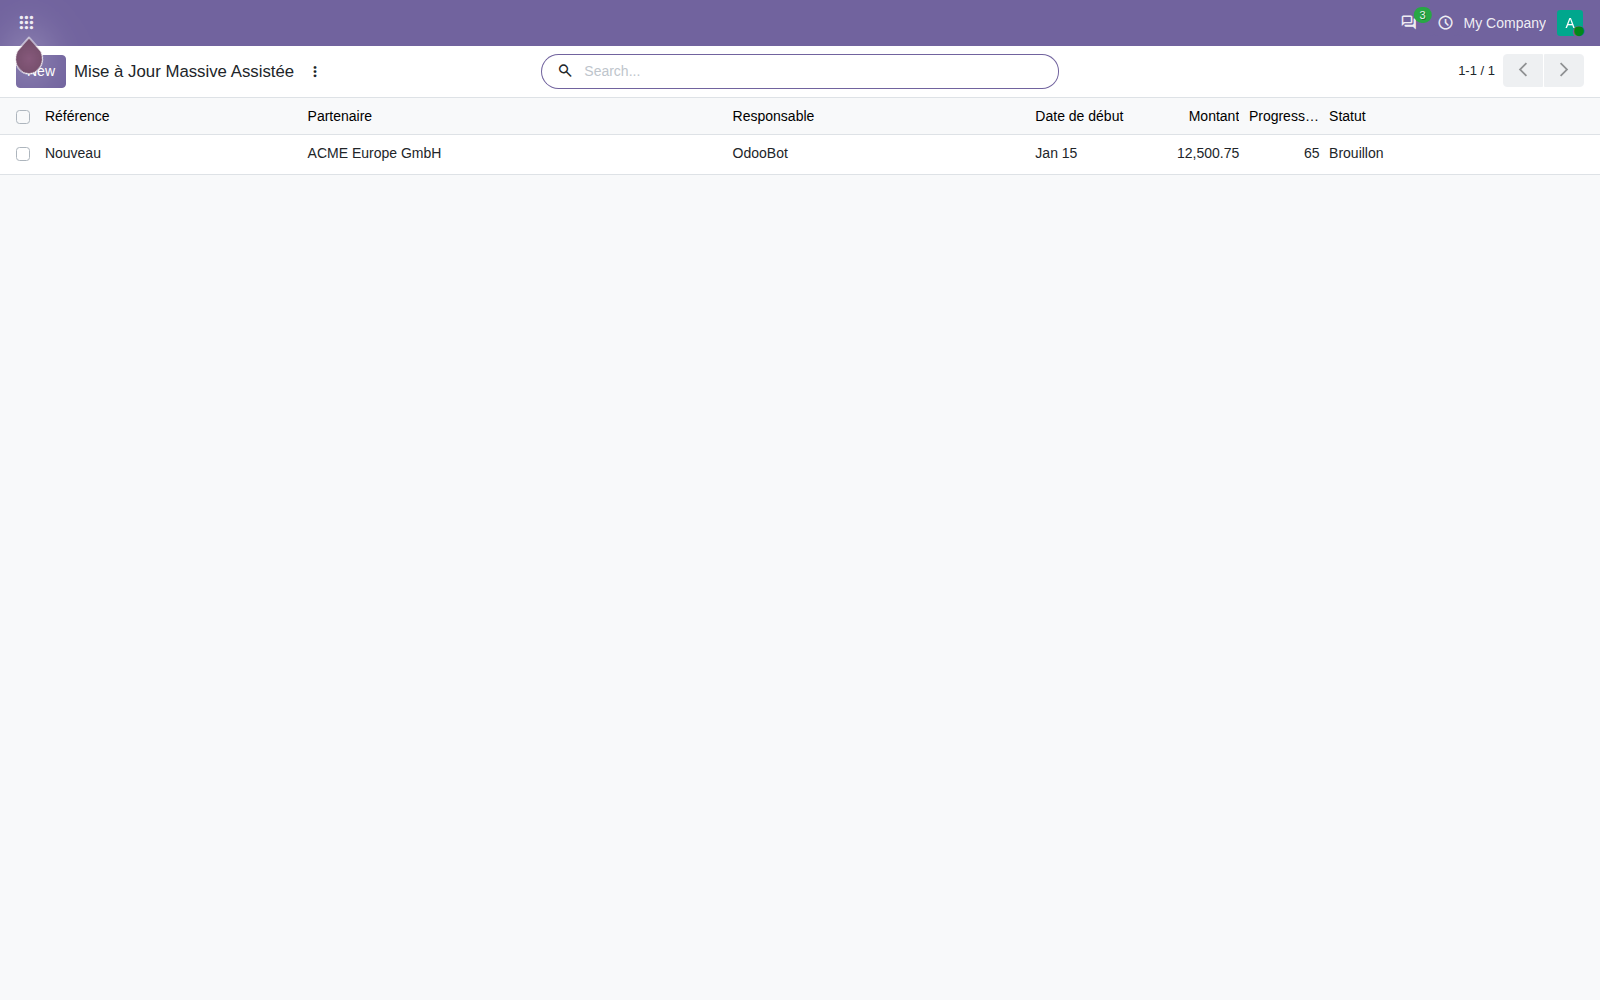 3
My Company
A
New
Mise à Jour Massive Assistée
Search...
1-1 / 1
Référence Partenaire Responsable Date de début Montant Progress... Statut
Nouveau ACME Europe GmbH OdooBot Jan 15 12,500.75 65 Brouillon